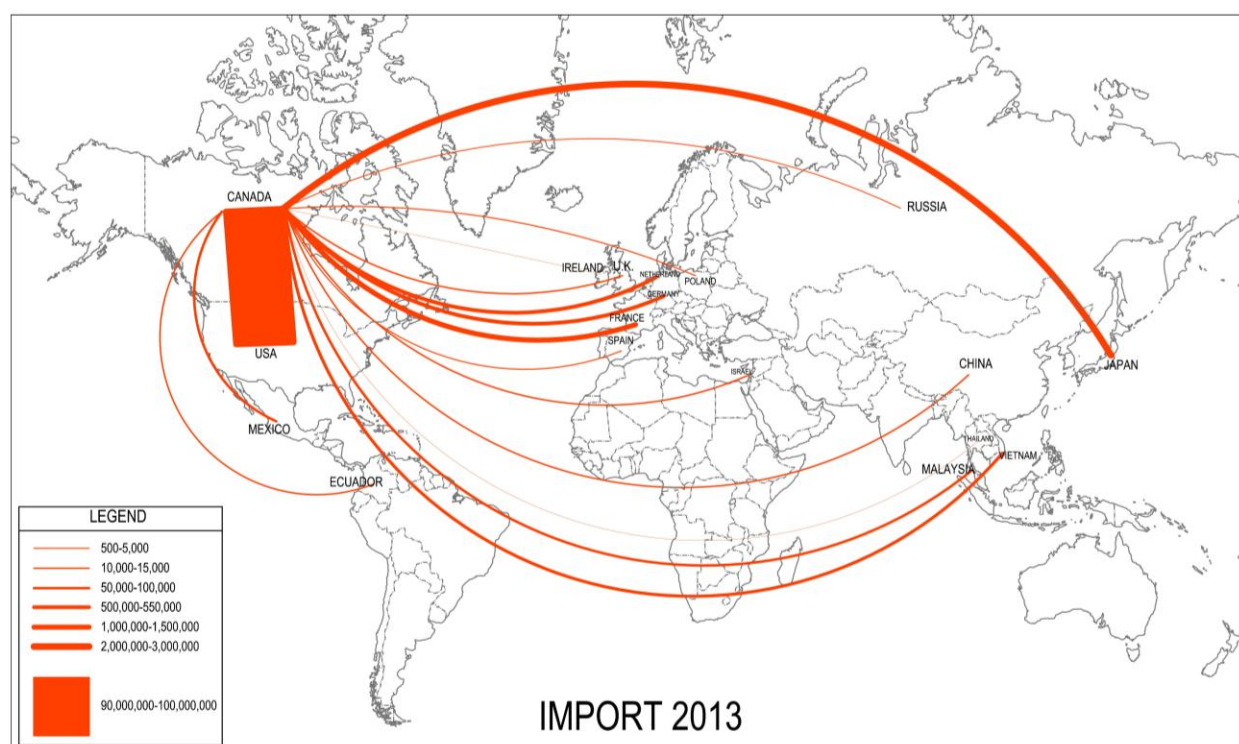 CANADA
RUSSIA
IRELAND
U.K.
NETHERLAND
POLAND
GERMANY
FRANCE
SPAIN
USA
ISRAEL
CHINA
JAPAN
MEXICO
THAILAND
VIETNAM
MALAYSIA
ECUADOR
LEGEND
500-5,000
10,000-15,000
50,000-100,000
500,000-550,000
1,000,000-1,500,000
2,000,000-3,000,000
90,000,000-100,000,000
IMPORT 2013